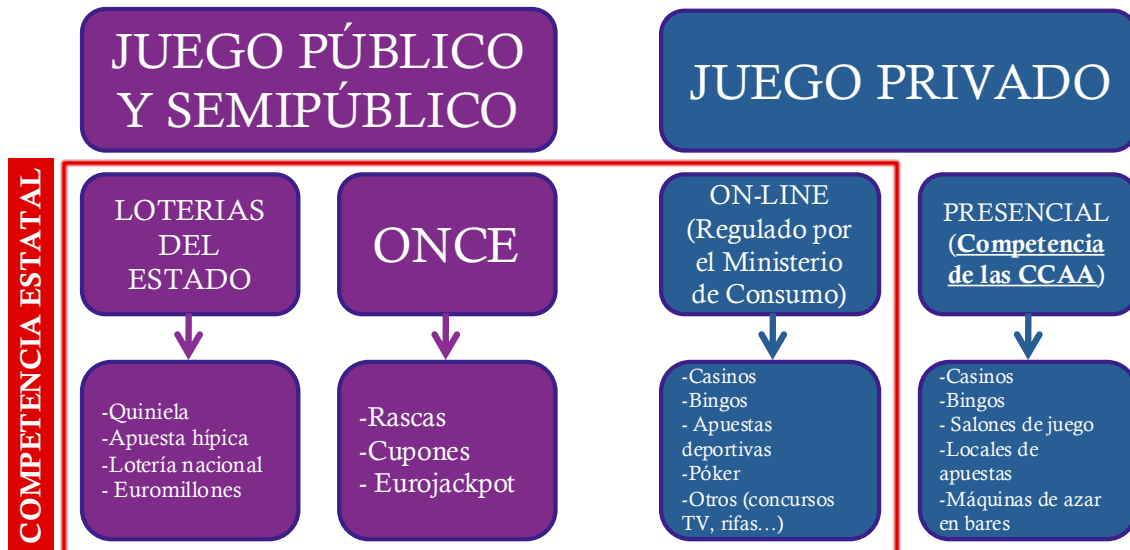 JUEGO PÚBLICO
Y SEMIPÚBLICO
JUEGO PRIVADO
COMPETENCIA ESTATAL
LOTERIAS
DEL
ESTADO
ONCE
ON-LINE
(Regulado por
el Ministerio
de Consumo)
PRESENCIAL
(Competencia
de las CCAA)
-Quiniela
-Apuesta hípica
-Lotería nacional
- Euromillones
-Rascas
-Cupones
- Eurojackpot
-Casinos
-Bingos
- Apuestas
deportivas
-Póker
-Otros (concursos
TV, rifas…)
-Casinos
-Bingos
- Salones de juego
-Locales de
apuestas
-Máquinas de azar
en bares